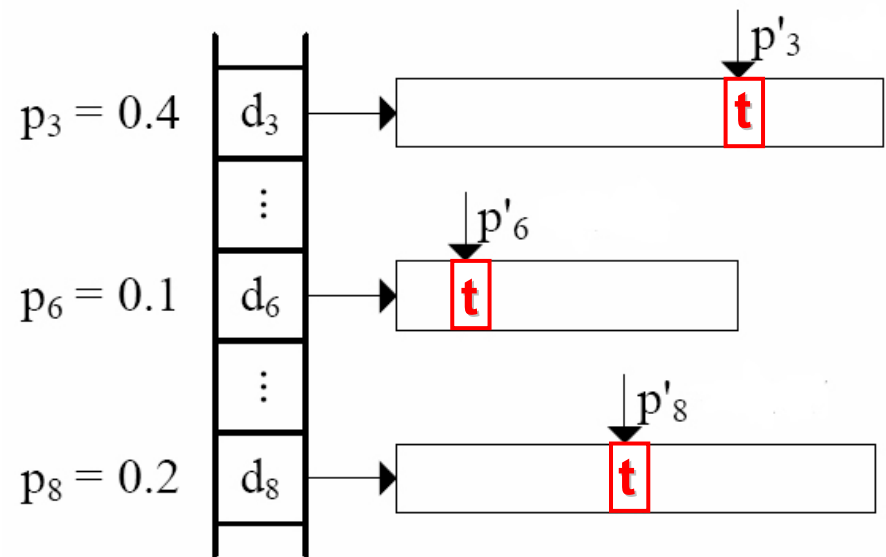 p'₃
p₃ = 0.4 d₃ t
⋮
p'₆
p₆ = 0.1 d₆ t
⋮
p'₈
p₈ = 0.2 d₈ t